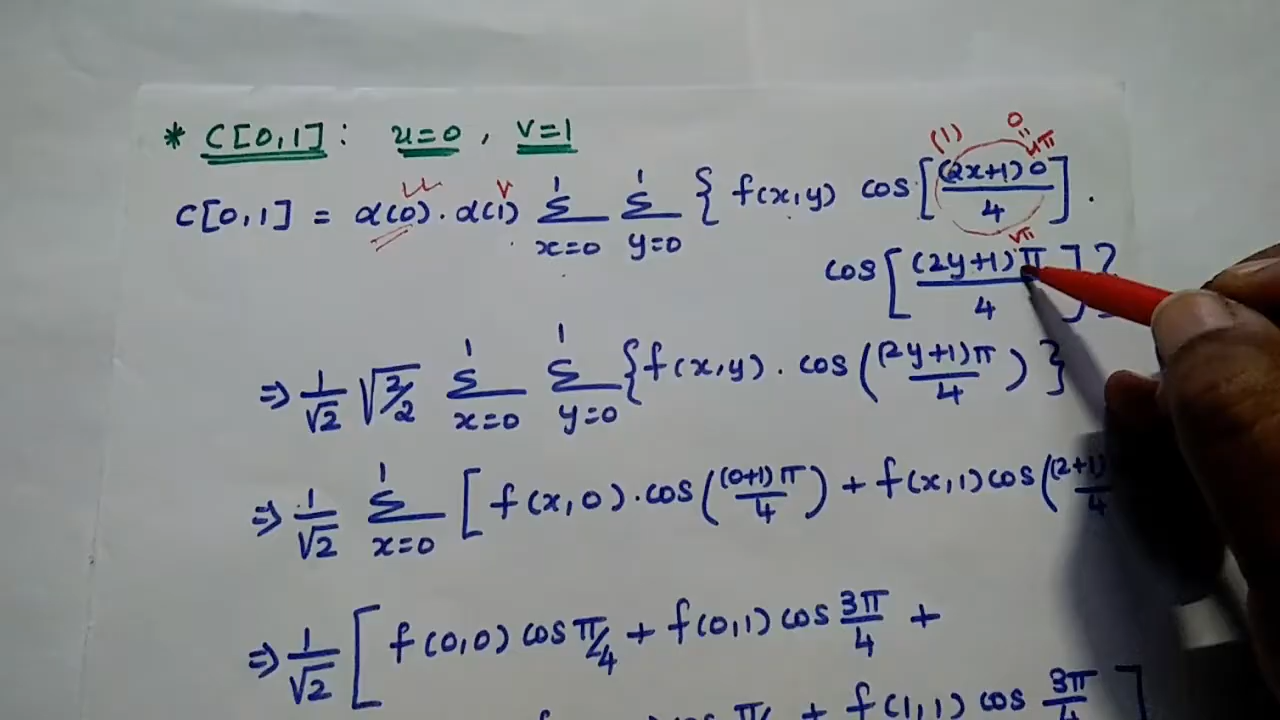 * C[0,1] : u=0 , v=1
(1) 0 = uπ
C[0,1] = α(0) . α(1) Σ_{x=0}^{1} Σ_{y=0}^{1} { f(x,y) cos[(2x+1)0/4] .
vπ
cos[(2y+1)π/4] }
⇒ 1/√2 √2/2 Σ_{x=0}^{1} Σ_{y=0}^{1} {f(x,y) . cos((2y+1)π/4) }
⇒ 1/√2 Σ_{x=0}^{1} [ f(x,0) . cos((0+1)π/4) + f(x,1) cos((2+1)/4
⇒ 1/√2 [ f(0,0) cos π/4 + f(0,1) cos 3π/4 +
+ f(1,1) cos 3π/4 ]